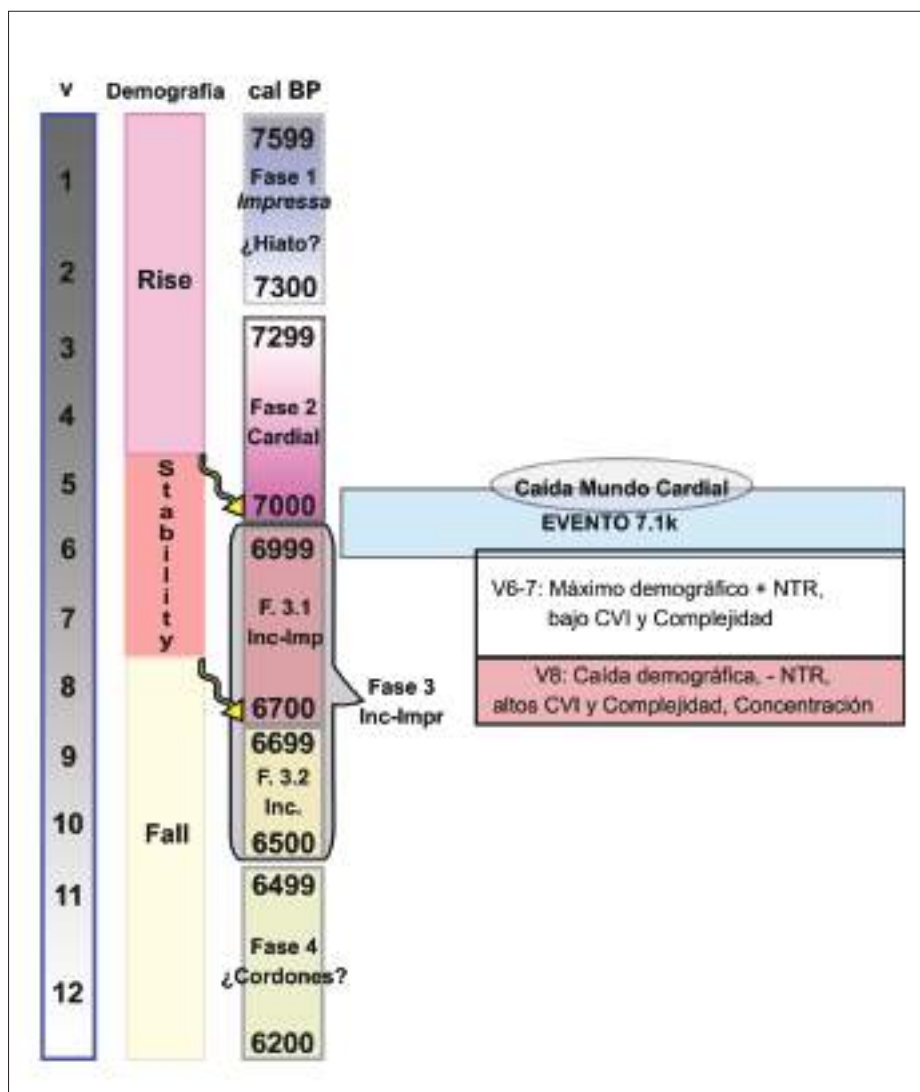 v Demografia cal BP
1
2
3
4
5
6
7
8
9
10
11
12
Rise
Stability
Fall
7599
Fase 1
Impressa
¿Hiato?
7300
7299
Fase 2
Cardial
7000
6999
F. 3.1
Inc-Imp
6700
6699
F. 3.2
Inc.
6500
6499
Fase 4
¿Cordones?
6200
Fase 3
Inc-Impr
Caída Mundo Cardial
EVENTO 7.1k
V6-7: Máximo demográfico + NTR,
bajo CVI y Complejidad
V8: Caída demográfica, - NTR,
altos CVI y Complejidad, Concentración